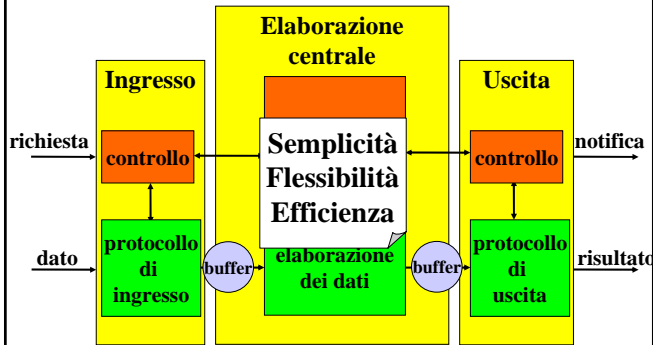 Elaborazione
centrale
Ingresso
Uscita
richiesta
controllo
Semplicità
Flessibilità
Efficienza
controllo
notifica
dato
protocollo
di
ingresso
buffer
elaborazione
dei dati
buffer
protocollo
di
uscita
risultato